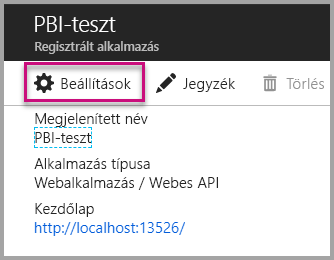 PBI-teszt
Regisztrált alkalmazás
Beállítások Jegyzék Törlés
Megjelenített név
PBI-teszt
Alkalmazás típusa
Webalkalmazás / Webes API
Kezdőlap
http://localhost:13526/